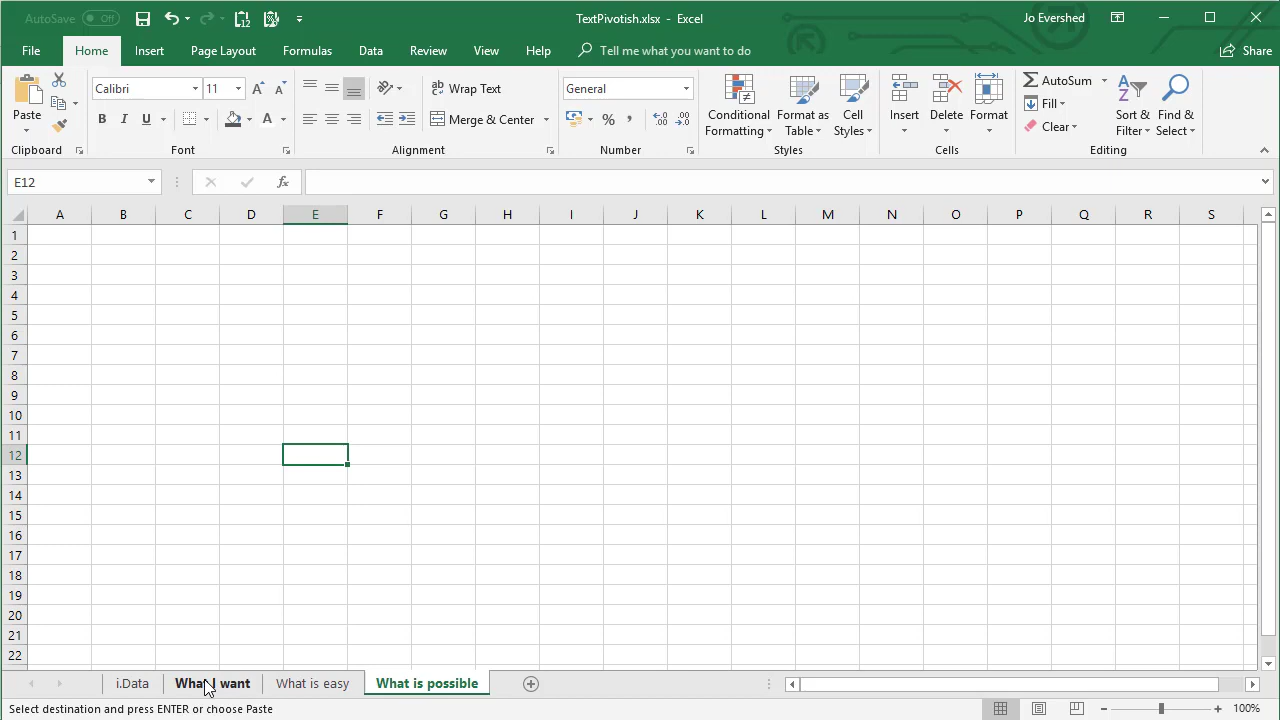 AutoSave Off TextPivotish.xlsx - Excel Jo Evershed
File Home Insert Page Layout Formulas Data Review View Help Tell me what you want to do Share
Calibri 11 Wrap Text General AutoSum
Paste Conditional Formatting Format as Table Cell Styles Insert Delete Format Fill Sort & Filter Find & Select
B I U A Merge & Center % , Clear
Clipboard Font Alignment Number Styles Cells Editing
E12 fx
A B C D E F G H I J K L M N O P Q R S
1
2
3
4
5
6
7
8
9
10
11
12
13
14
15
16
17
18
19
20
21
22
i.Data What I want What is easy What is possible
Select destination and press ENTER or choose Paste 100%